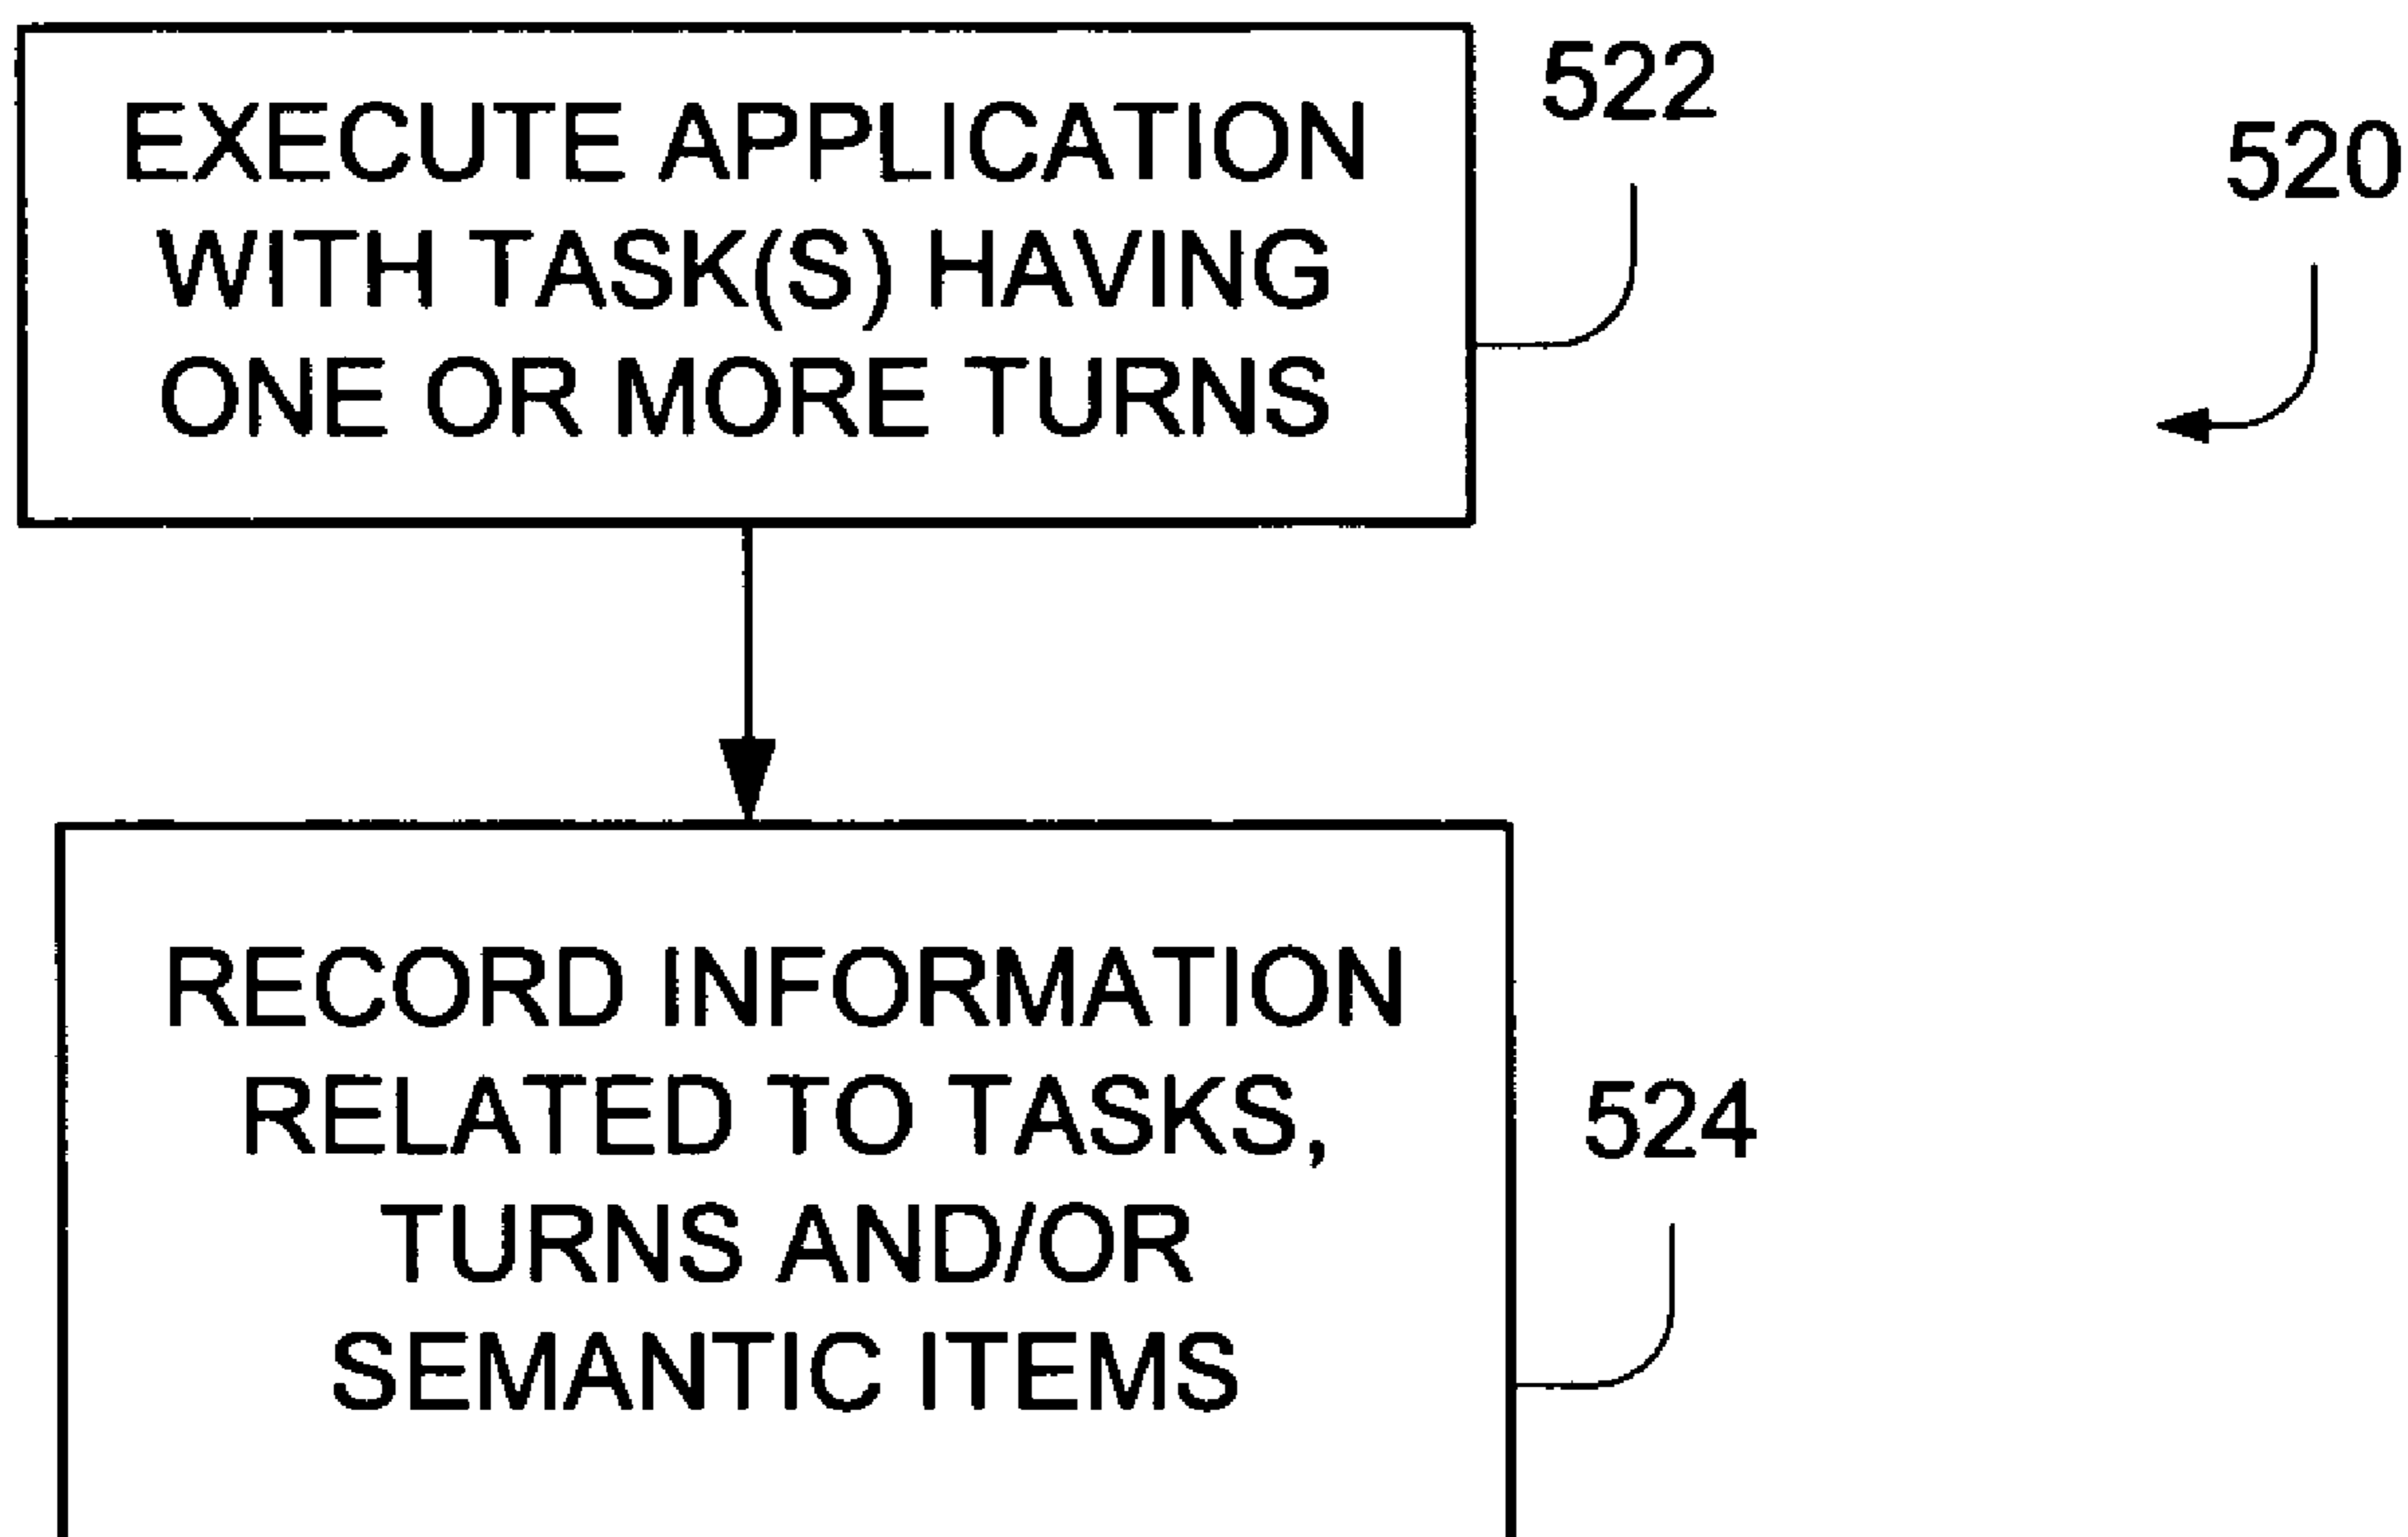 EXECUTE APPLICATION
WITH TASK(S) HAVING
ONE OR MORE TURNS
522
520
RECORD INFORMATION
RELATED TO TASKS,
TURNS AND/OR
SEMANTIC ITEMS
524